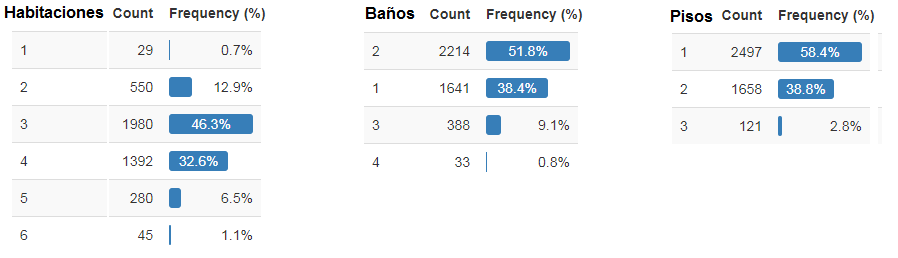 Habitaciones Count Frequency (%)
1 29 0.7%
2 550 12.9%
3 1980 46.3%
4 1392 32.6%
5 280 6.5%
6 45 1.1%
Baños Count Frequency (%)
2 2214 51.8%
1 1641 38.4%
3 388 9.1%
4 33 0.8%
Pisos Count Frequency (%)
1 2497 58.4%
2 1658 38.8%
3 121 2.8%